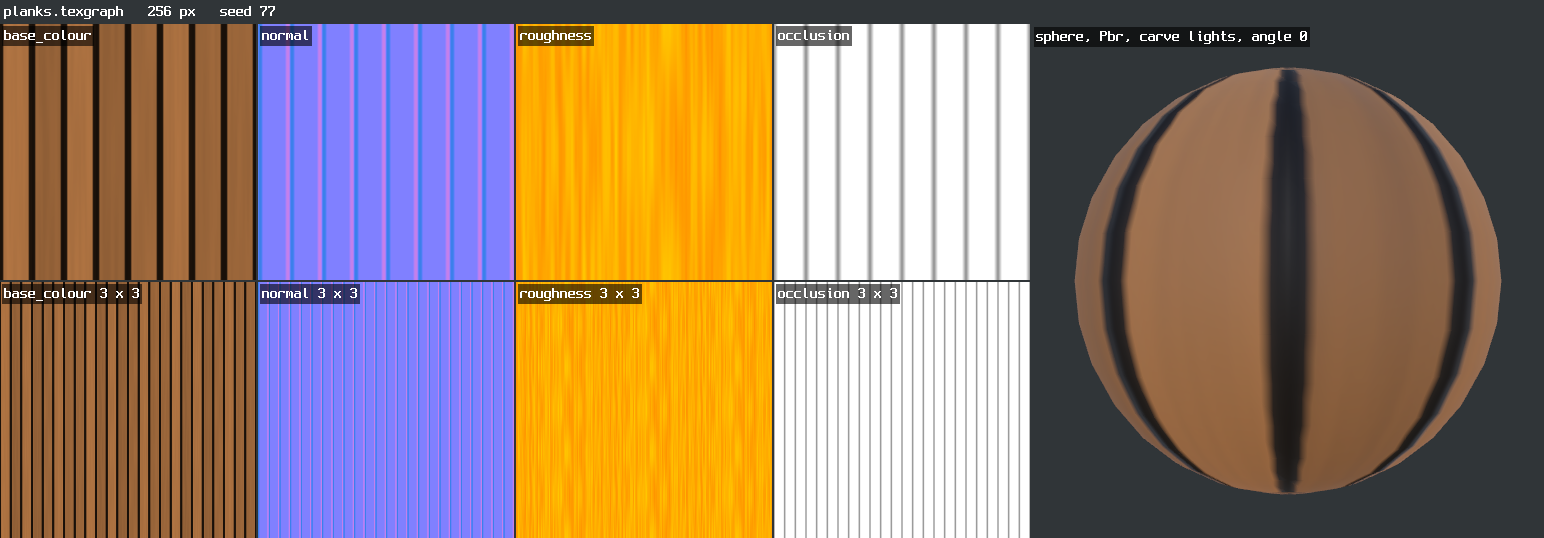 planks.texgraph   256 px   seed 77
base_colour
normal
roughness
occlusion
sphere, Pbr, carve lights, angle 0
base_colour 3 x 3
normal 3 x 3
roughness 3 x 3
occlusion 3 x 3